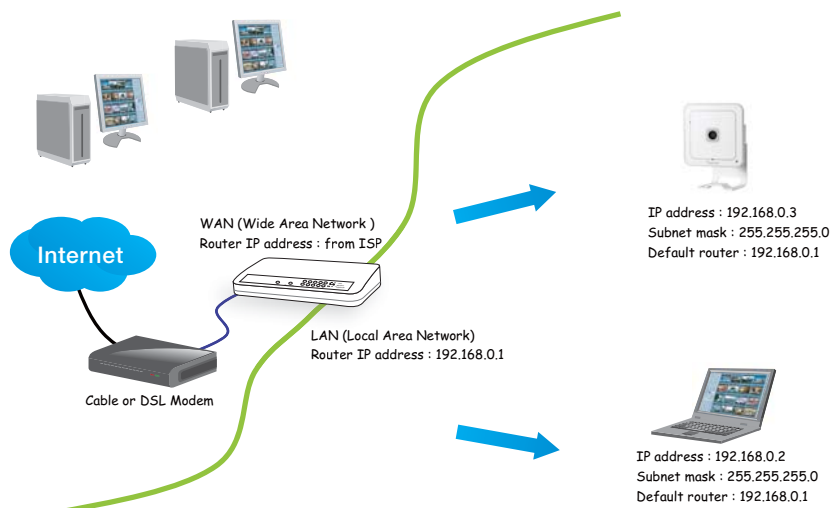 WAN (Wide Area Network )
Router IP address : from ISP
Internet
LAN (Local Area Network)
Router IP address : 192.168.0.1
Cable or DSL Modem
IP address : 192.168.0.3
Subnet mask : 255.255.255.0
Default router : 192.168.0.1
IP address : 192.168.0.2
Subnet mask : 255.255.255.0
Default router : 192.168.0.1